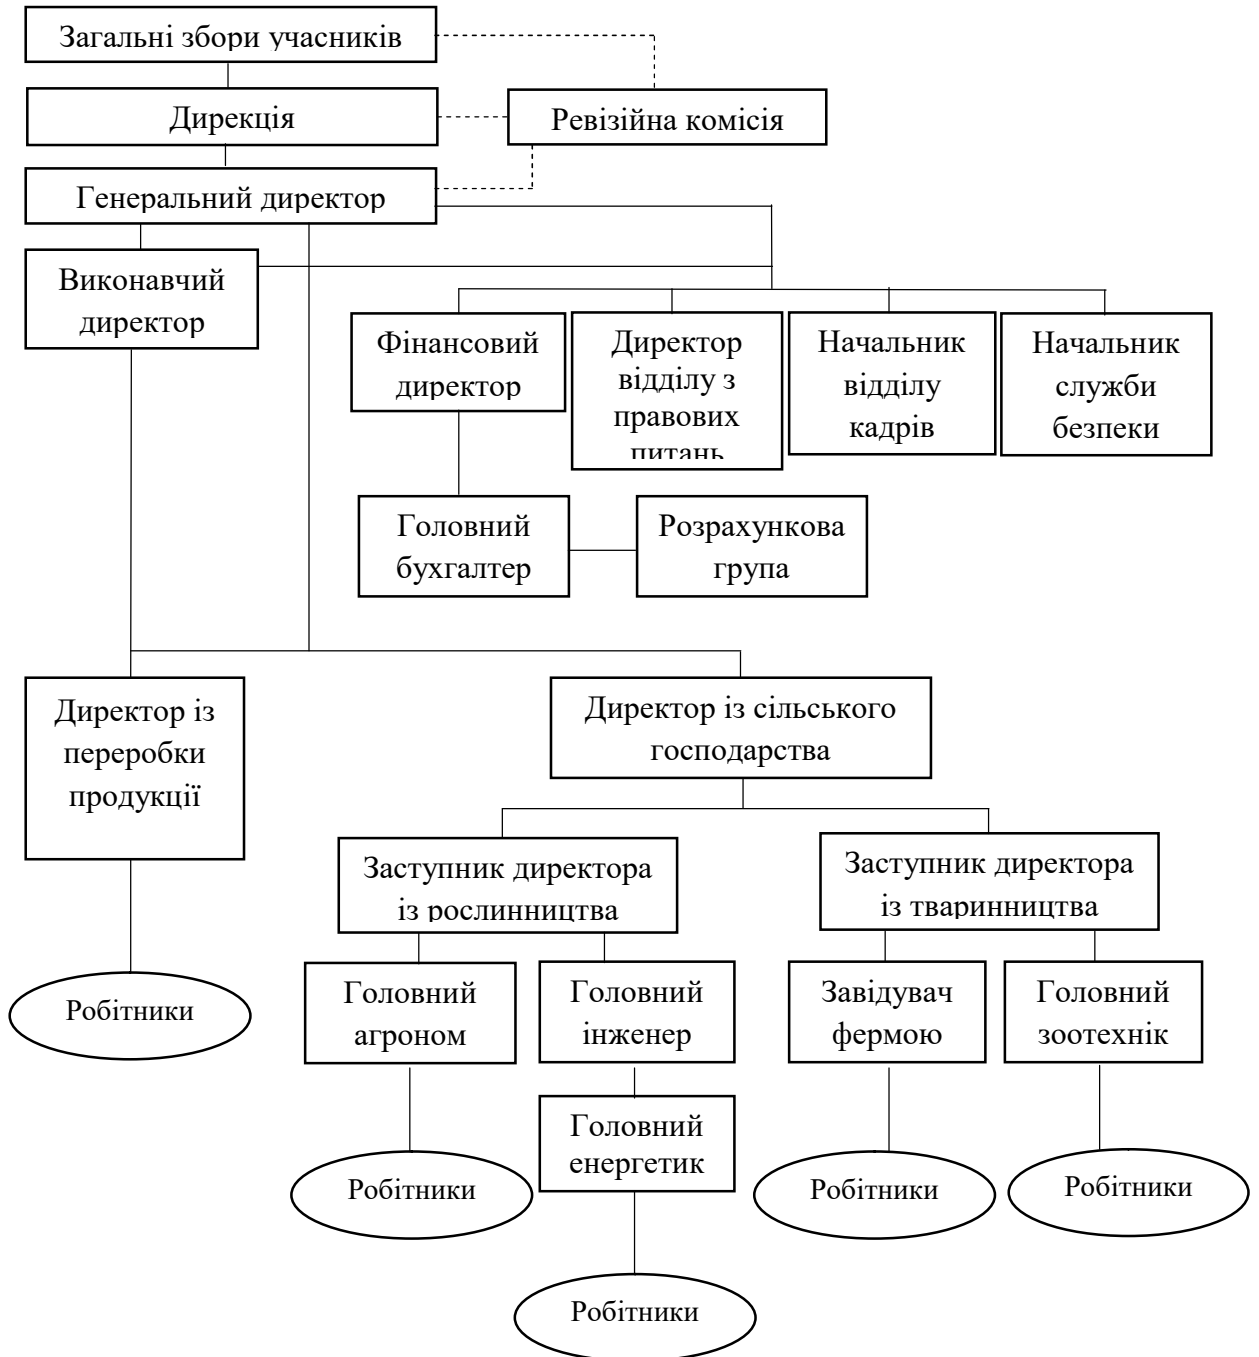 Загальні збори учасників
Дирекція
Ревізійна комісія
Генеральний директор
Виконавчий
директор
Фінансовий
директор
Директор
відділу з
правових
питань
Начальник
відділу
кадрів
Начальник
служби
безпеки
Головний
бухгалтер
Розрахункова
група
Директор із
переробки
продукції
Директор із сільського
господарства
Заступник директора
із рослинництва
Заступник директора
із тваринництва
Робітники
Головний
агроном
Головний
інженер
Завідувач
фермою
Головний
зоотехнік
Головний
енергетик
Робітники
Робітники
Робітники
Робітники